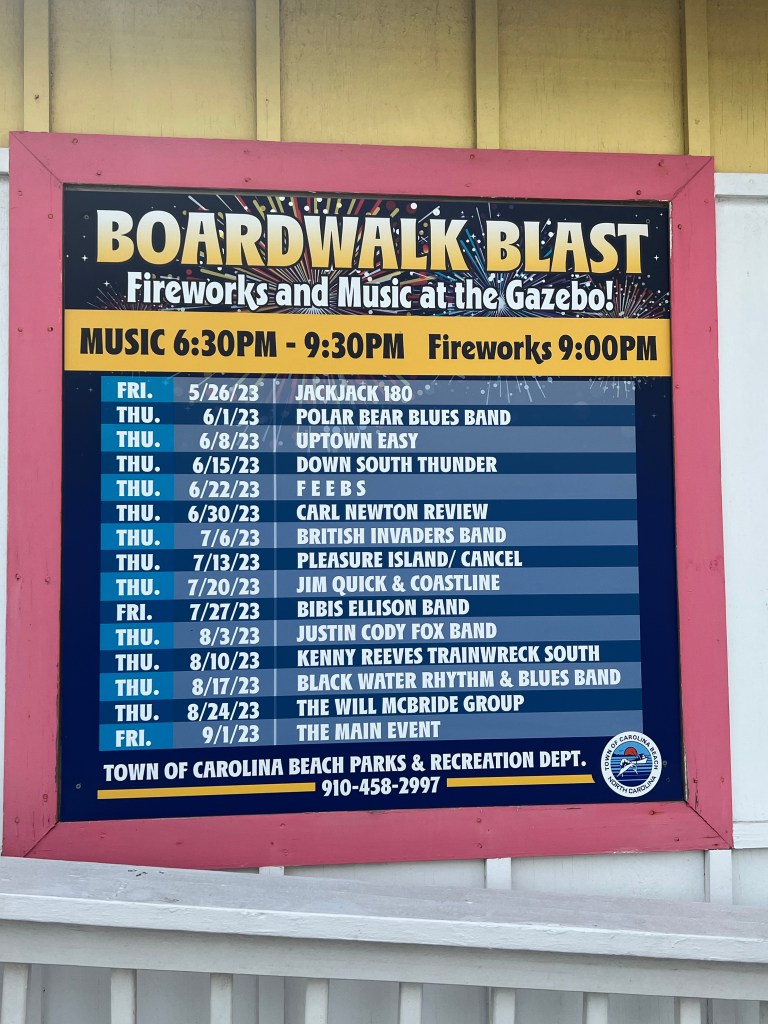 BOARDWALK BLAST
Fireworks and Music at the Gazebo!
MUSIC 6:30PM - 9:30PM Fireworks 9:00PM
FRI. 5/26/23 JACKJACK 180
THU. 6/1/23 POLAR BEAR BLUES BAND
THU. 6/8/23 UPTOWN EASY
THU. 6/15/23 DOWN SOUTH THUNDER
THU. 6/22/23 F E E B S
THU. 6/30/23 CARL NEWTON REVIEW
THU. 7/6/23 BRITISH INVADERS BAND
THU. 7/13/23 PLEASURE ISLAND/ CANCEL
THU. 7/20/23 JIM QUICK & COASTLINE
FRI. 7/27/23 BIBIS ELLISON BAND
THU. 8/3/23 JUSTIN CODY FOX BAND
THU. 8/10/23 KENNY REEVES TRAINWRECK SOUTH
THU. 8/17/23 BLACK WATER RHYTHM & BLUES BAND
THU. 8/24/23 THE WILL MCBRIDE GROUP
FRI. 9/1/23 THE MAIN EVENT
TOWN OF CAROLINA BEACH PARKS & RECREATION DEPT.
910-458-2997
TOWN OF CAROLINA BEACH
NORTH CAROLINA